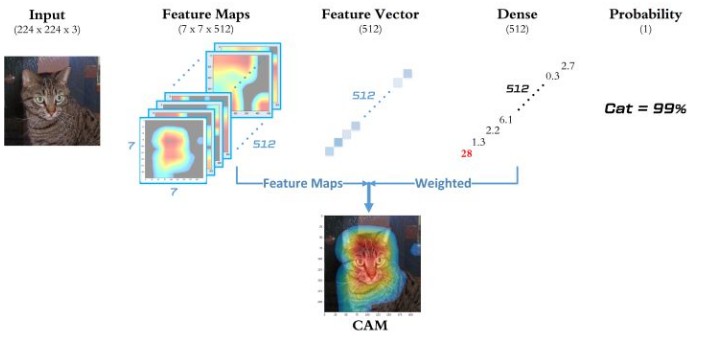 Input
(224 x 224 x 3)
Feature Maps
(7 x 7 x 512)
Feature Vector
(512)
Dense
(512)
Probability
(1)
7
7
512
512
512
2.7
0.3
6.1
2.2
1.3
28
Cat = 99%
Feature Maps
Weighted
CAM